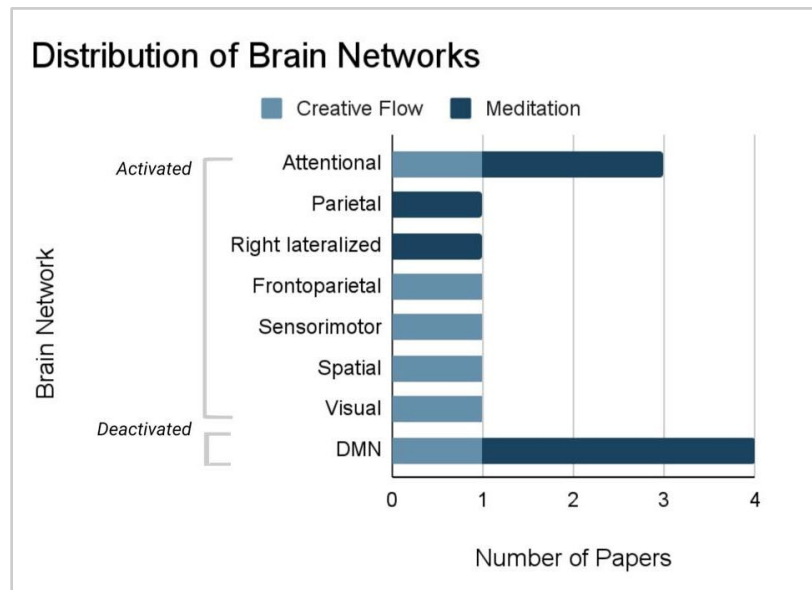 Distribution of Brain Networks
Creative Flow
Meditation
Activated
Attentional
Parietal
Right lateralized
Frontoparietal
Sensorimotor
Spatial
Visual
Deactivated
DMN
Brain Network
0 1 2 3 4
Number of Papers